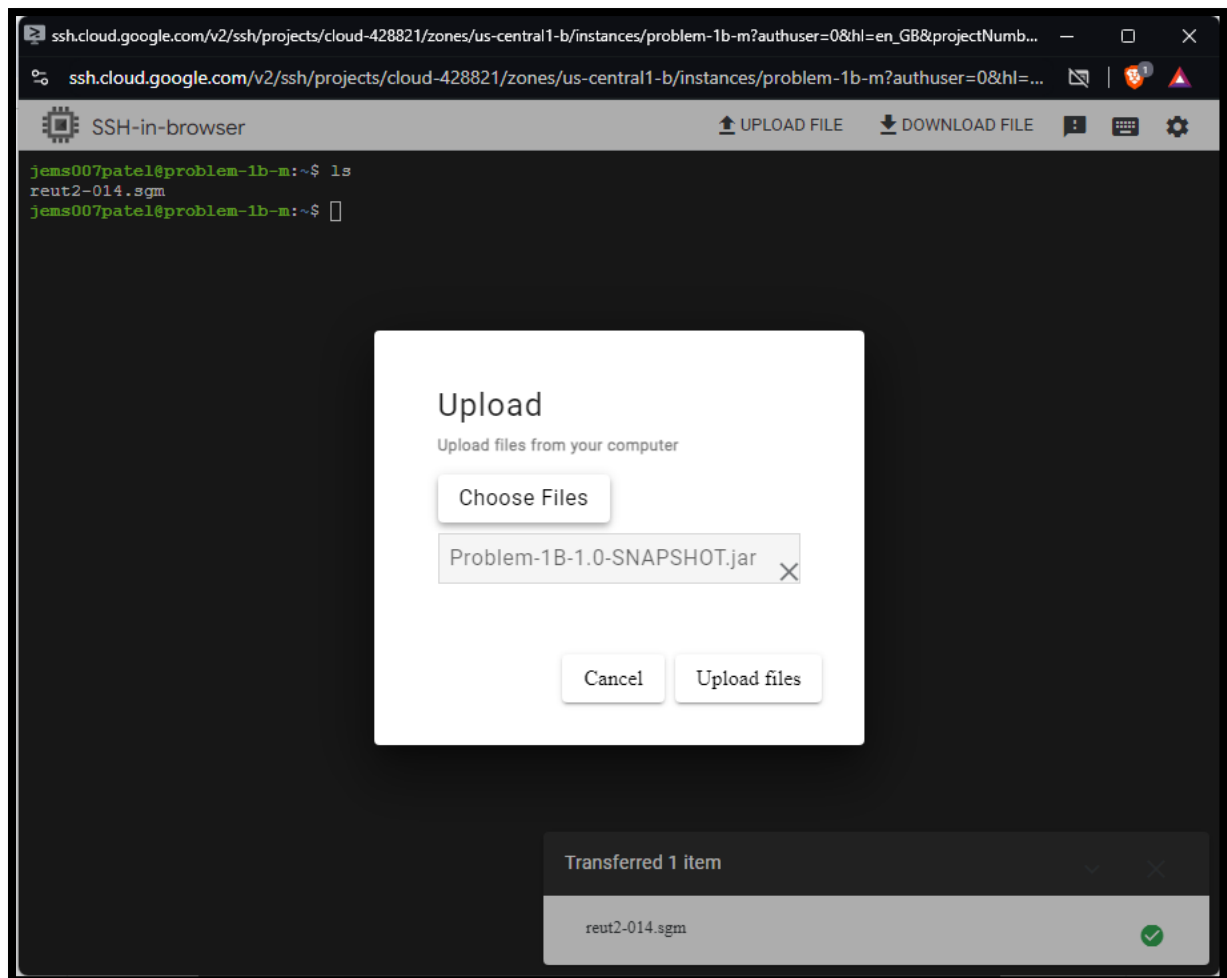 ssh.cloud.google.com/v2/ssh/projects/cloud-428821/zones/us-central1-b/instances/problem-1b-m?authuser=0&hl=en_GB&projectNumb...
ssh.cloud.google.com/v2/ssh/projects/cloud-428821/zones/us-central1-b/instances/problem-1b-m?authuser=0&hl=...
1
SSH-in-browser
UPLOAD FILE
DOWNLOAD FILE
jems007patel@problem-1b-m:~$ ls
reut2-014.sgm
jems007patel@problem-1b-m:~$
Upload
Upload files from your computer
Choose Files
Problem-1B-1.0-SNAPSHOT.jar
Cancel
Upload files
Transferred 1 item
reut2-014.sgm